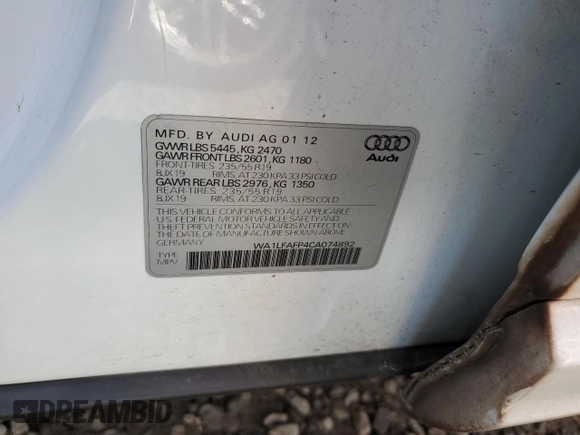 MFD. BY AUDI AG 01 12
GVWR LBS 5445, KG 2470
GAWR FRONT LBS 2601, KG 1180
FRONT-TIRES 235/55 R19
8JX19 RIMS, AT 230 KPA 33 PSI COLD
GAWR REAR LBS 2976, KG 1350
REAR-TIRES 235/55 R19
8JX19 RIMS, AT 230 KPA 33 PSI COLD
THIS VEHICLE CONFORMS TO ALL APPLICABLE
U.S. FEDERAL MOTOR VEHICLE SAFETY AND
THEFT PREVENTION STANDARDS IN EFFECT
ON THE DATE OF MANUFACTURE SHOWN ABOVE.
GERMANY WA1LFAFP4CA074892
TYPE:
MPV
Audi
DREAMBID